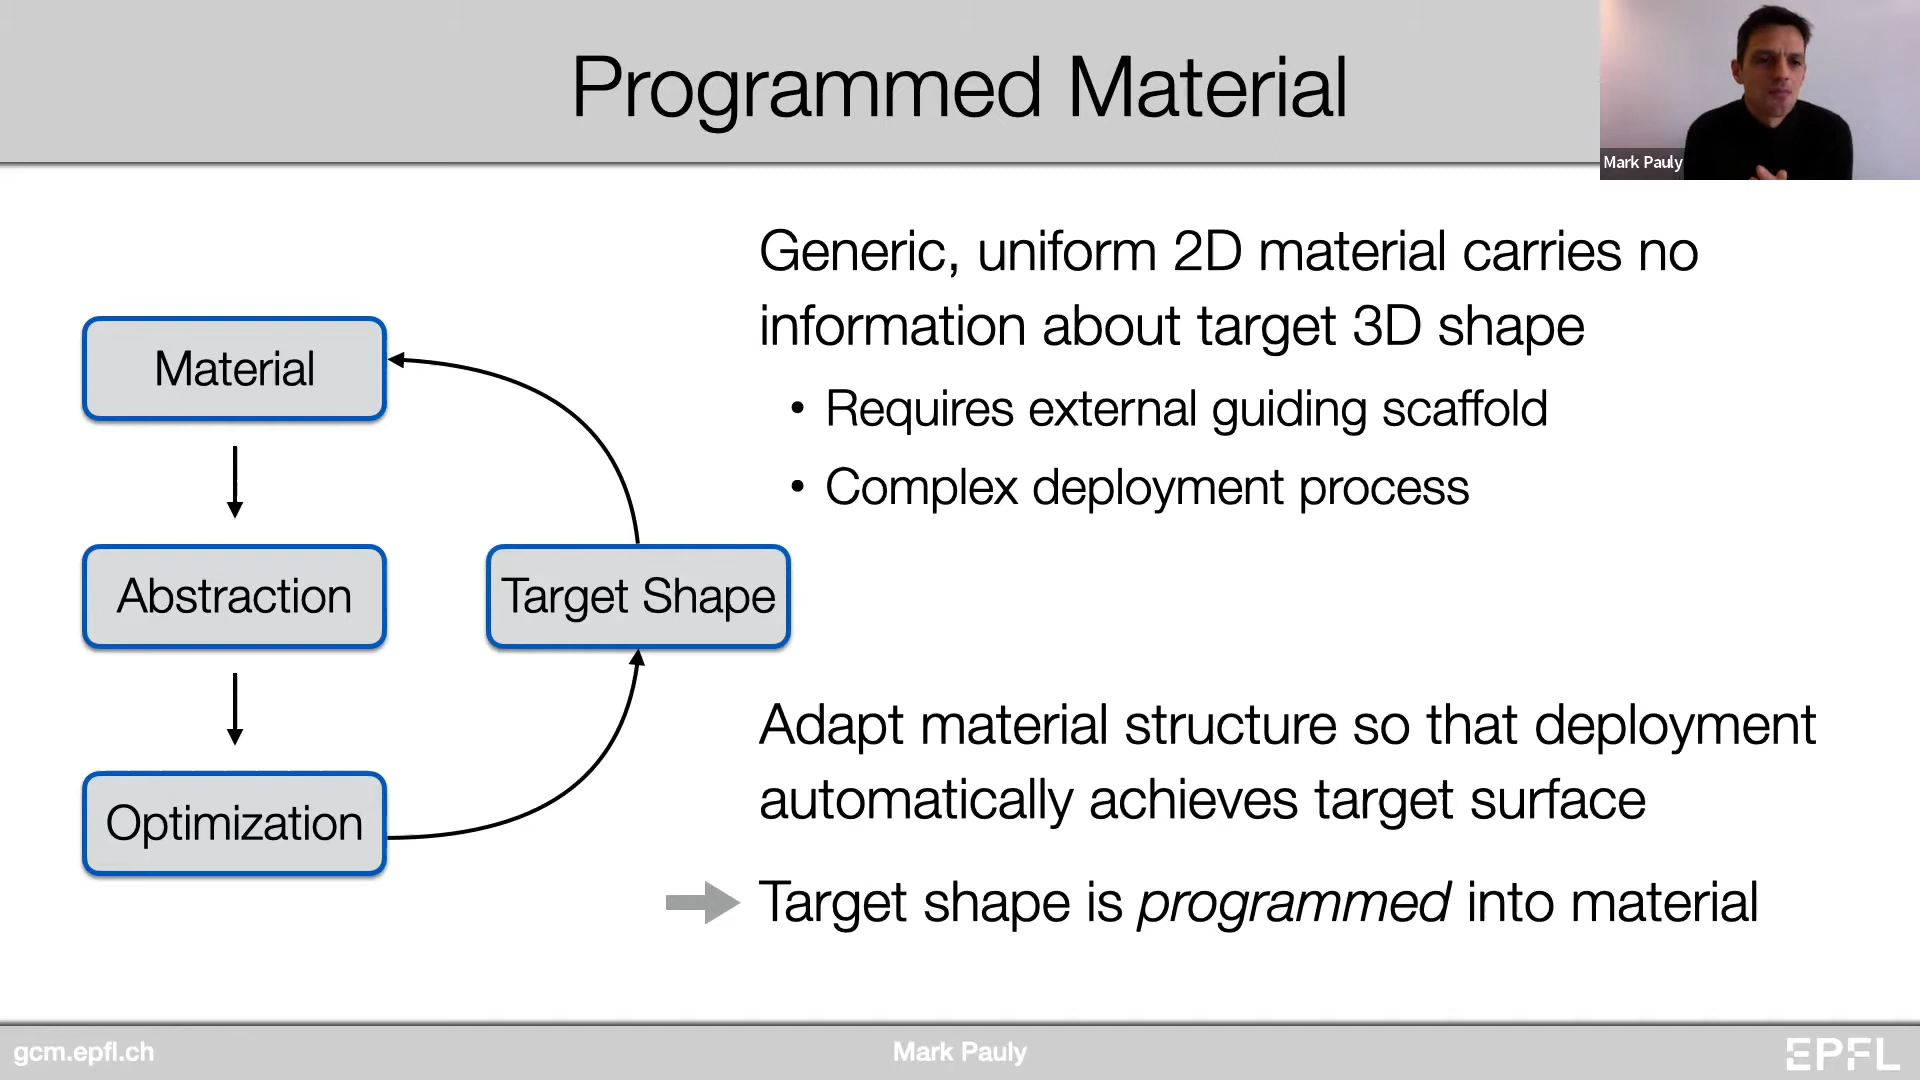 Programmed Material
Mark Pauly
Generic, uniform 2D material carries no
information about target 3D shape
• Requires external guiding scaffold
• Complex deployment process
Material
Abstraction
Target Shape
Optimization
Adapt material structure so that deployment
automatically achieves target surface
Target shape is programmed into material
gcm.epfl.ch
Mark Pauly
EPFL